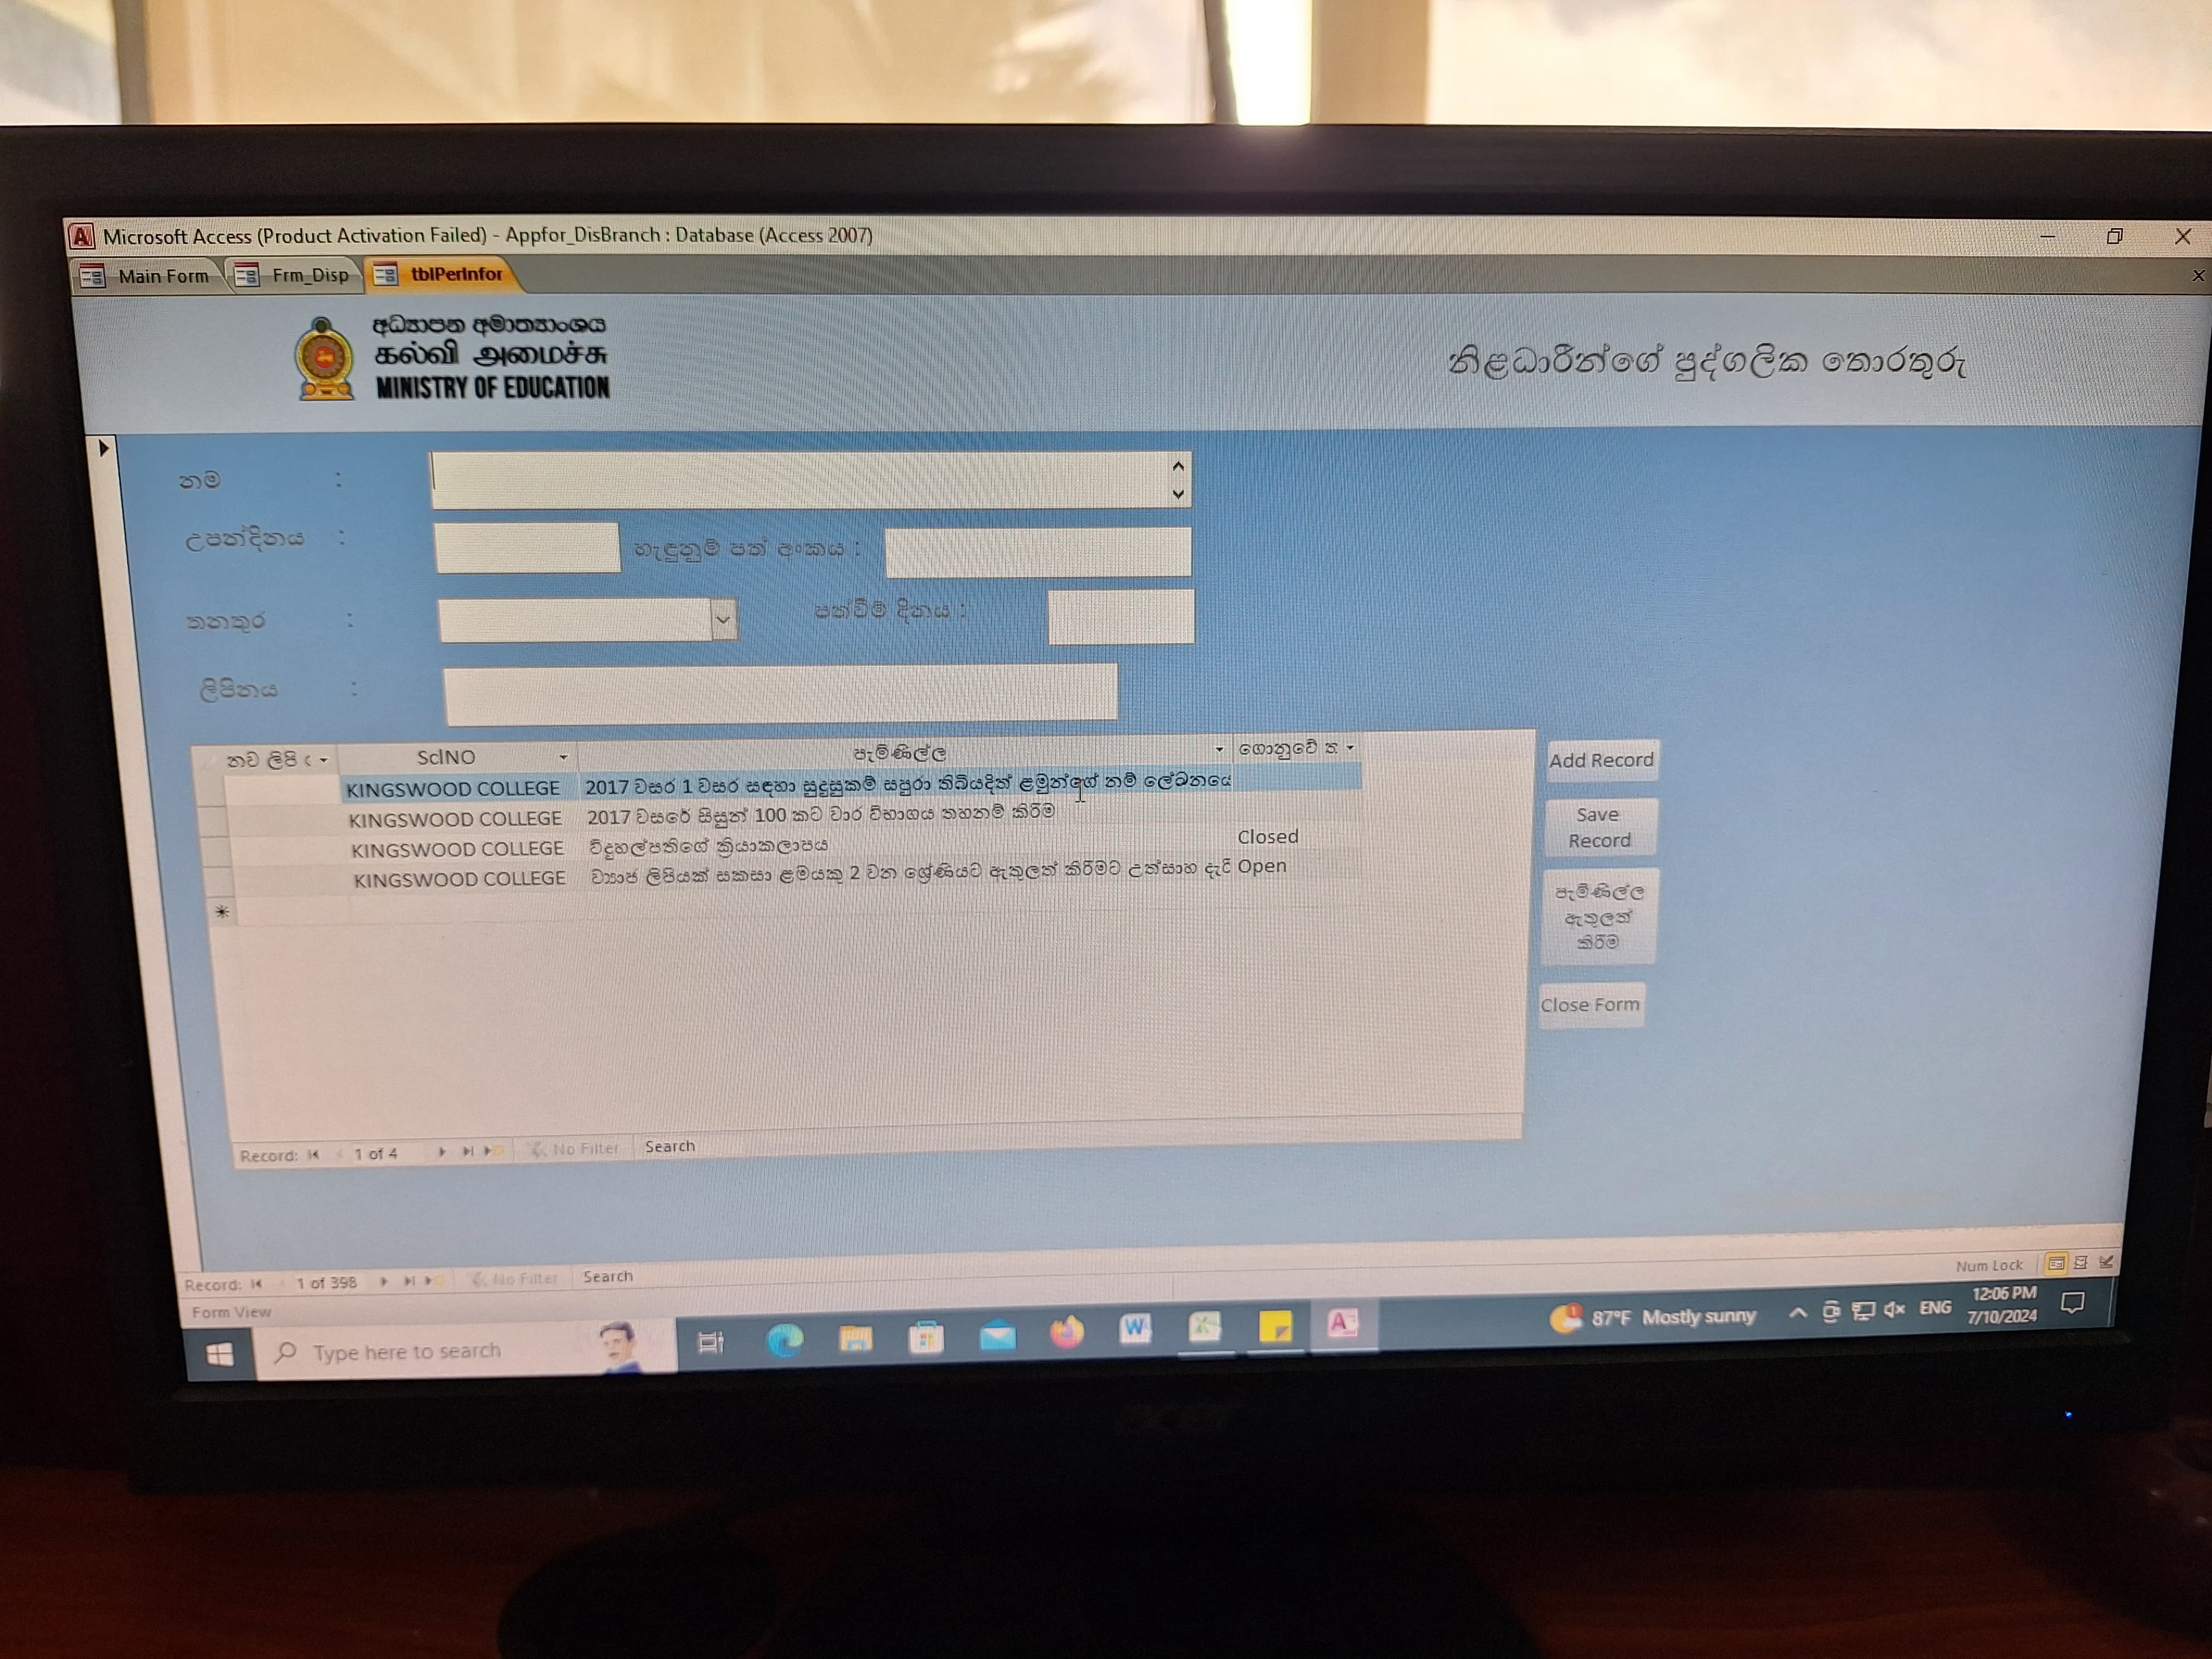 Microsoft Access (Product Activation Failed) - Appfor_DisBranch : Database (Access 2007)
Main Form Frm_Disp tblPerInfor
අධ්‍යාපන අමාත්‍යාංශය
கல்வி அமைச்சு
MINISTRY OF EDUCATION
නිළධාරීන්ගේ පුද්ගලික තොරතුරු
නම :
උපන්දිනය : හැඳුනුම් පත් අංකය :
තනතුර : පත්වීම් දිනය :
ලිපිනය :
නව ලිපි SclNO පැමිණිල්ල ගොනුවේ ත
KINGSWOOD COLLEGE 2017 වසර 1 වසර සඳහා සුදුසුකම් සපුරා තිබියදිත් ළමුන්ගේ නම් ලේඛනයේ
KINGSWOOD COLLEGE 2017 වසරේ සිසුන් 100 කට වාර විභාගය තහනම් කිරීම
KINGSWOOD COLLEGE විදුහල්පතිගේ ක්‍රියාකලාපය Closed
KINGSWOOD COLLEGE ව්‍යාජ ලිපියක් සකසා ළමයකු 2 වන ශ්‍රේණියට ඇතුලත් කිරීමට උත්සාහ දැරී Open
Add Record
Save
Record
පැමිණිල්ල
ඇතුලත්
කිරීම
Close Form
Record: 1 of 4 No Filter Search
Record: 1 of 398 No Filter Search
Num Lock
Form View
Type here to search
87°F Mostly sunny ENG
12:06 PM
7/10/2024
acer